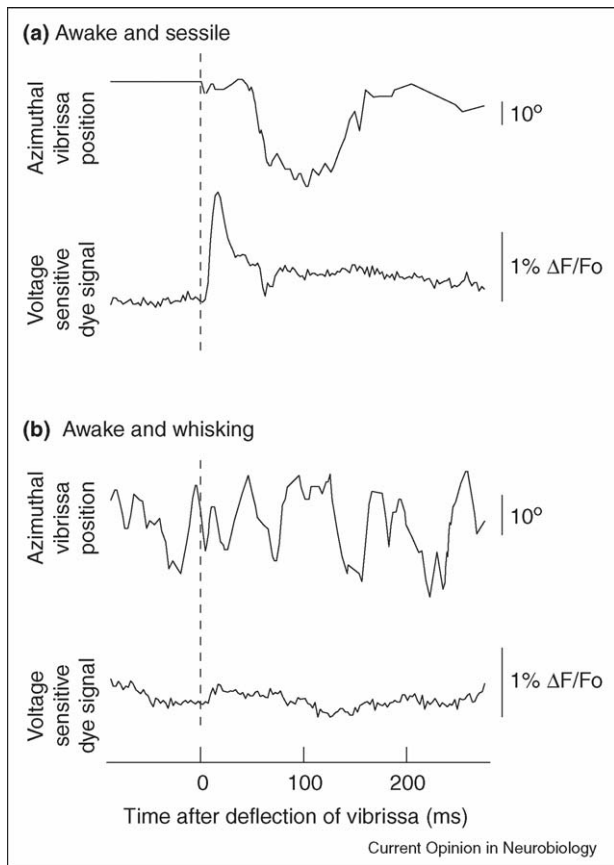 (a) Awake and sessile
Azimuthal
vibrissa
position
10°
Voltage
sensitive
dye signal
1% ΔF/Fo
(b) Awake and whisking
Azimuthal
vibrissa
position
10°
Voltage
sensitive
dye signal
1% ΔF/Fo
0 100 200
Time after deflection of vibrissa (ms)
Current Opinion in Neurobiology